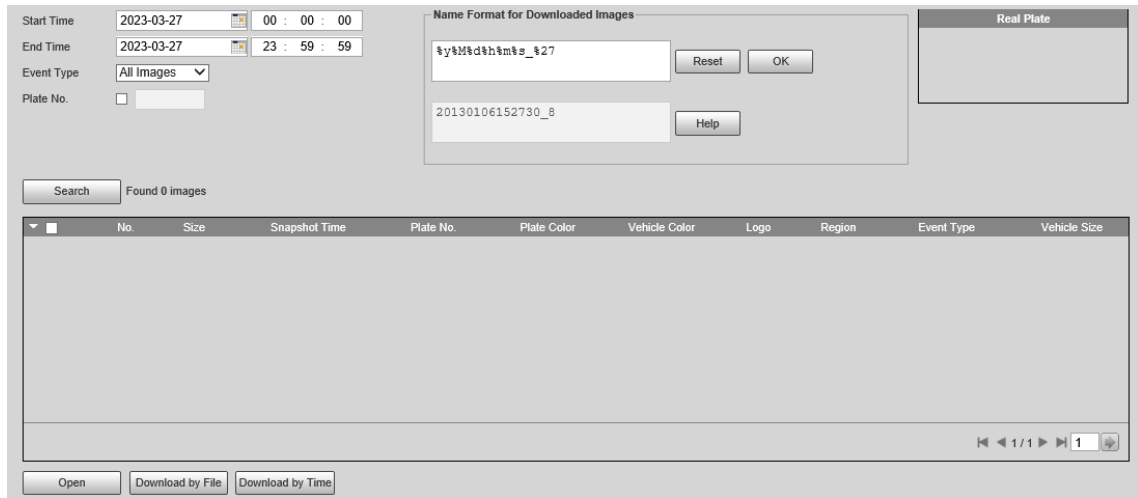 Start Time 2023-03-27 00 : 00 : 00
End Time 2023-03-27 23 : 59 : 59
Event Type All Images
Plate No.
Name Format for Downloaded Images
%y%M%d%h%m%s_%27
Reset OK
20130106152730_8
Help
Real Plate
Search Found 0 images
No. Size Snapshot Time Plate No. Plate Color Vehicle Color Logo Region Event Type Vehicle Size
1 / 1 1
Open Download by File Download by Time